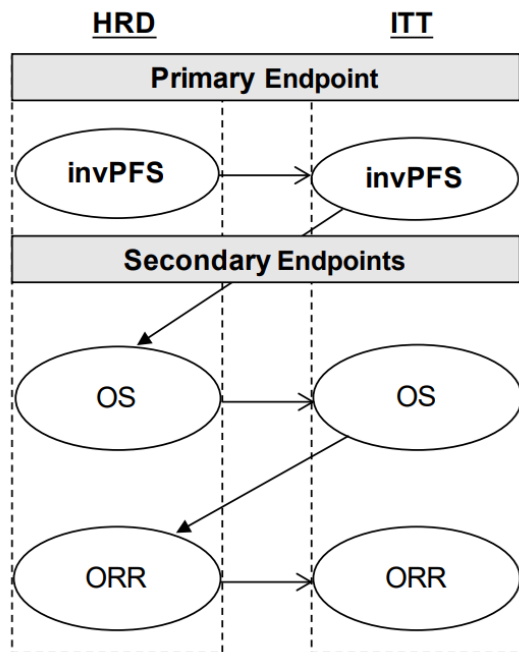 HRD ITT
Primary Endpoint
invPFS invPFS
Secondary Endpoints
OS OS
ORR ORR